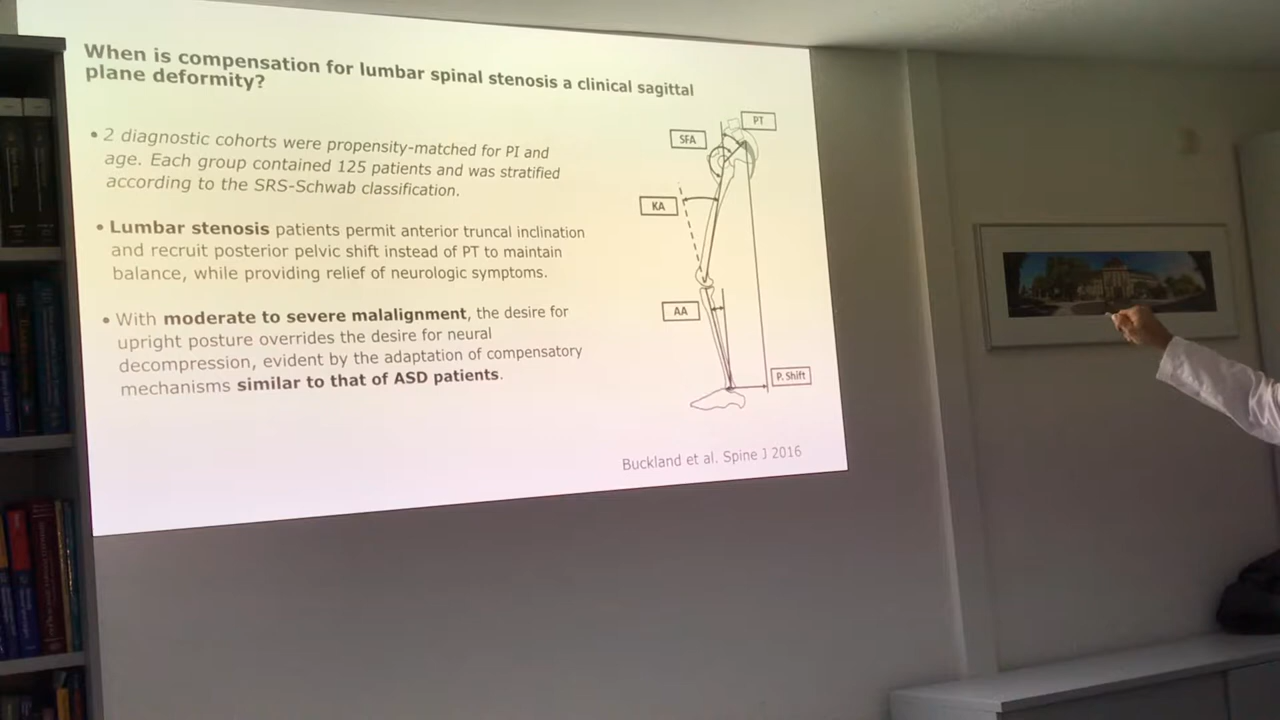 When is compensation for lumbar spinal stenosis a clinical sagittal
plane deformity?
• 2 diagnostic cohorts were propensity-matched for PI and
age. Each group contained 125 patients and was stratified
according to the SRS-Schwab classification.
• Lumbar stenosis patients permit anterior truncal inclination
and recruit posterior pelvic shift instead of PT to maintain
balance, while providing relief of neurologic symptoms.
• With moderate to severe malalignment, the desire for
upright posture overrides the desire for neural
decompression, evident by the adaptation of compensatory
mechanisms similar to that of ASD patients.
PT
SFA
KA
AA
P. Shift
Buckland et al. Spine J 2016